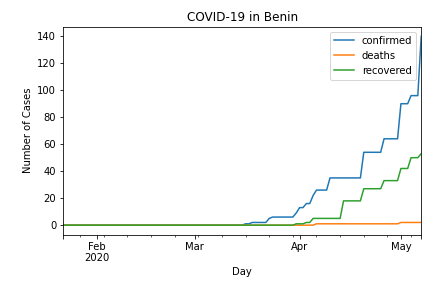 COVID-19 in Benin
confirmed
deaths
recovered
Number of Cases
140
120
100
80
60
40
20
0
Feb
2020
Mar
Apr
May
Day